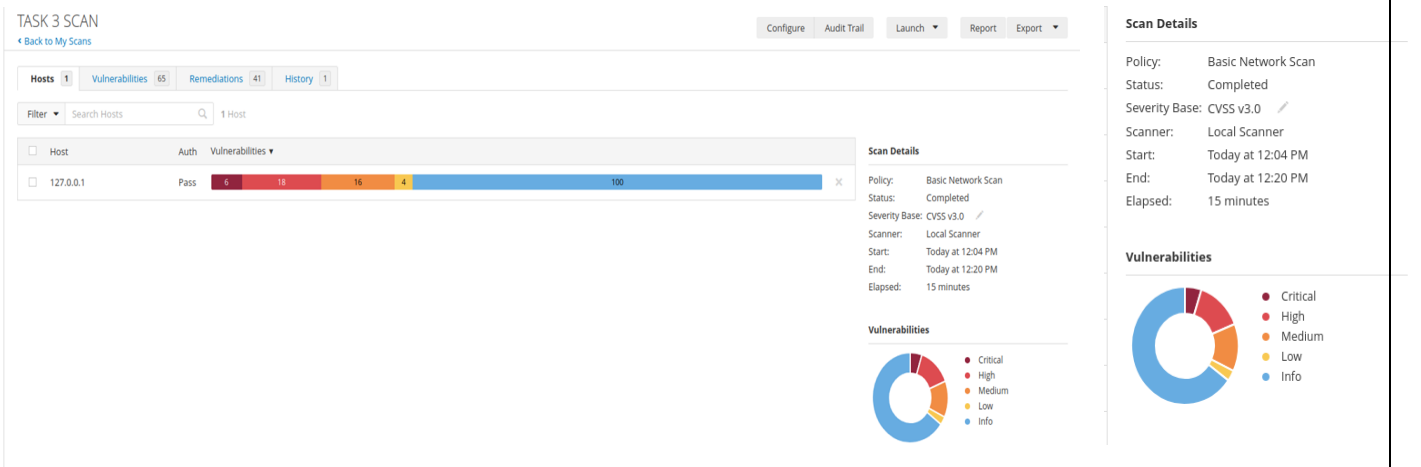 TASK 3 SCAN
‹ Back to My Scans
Configure Audit Trail Launch ▼ Report Export ▼
Hosts 1 Vulnerabilities 65 Remediations 41 History 1
Filter ▼ Search Hosts 1 Host
Host Auth Vulnerabilities ▾
127.0.0.1 Pass 6 18 16 4 100
Scan Details
Policy: Basic Network Scan
Status: Completed
Severity Base: CVSS v3.0
Scanner: Local Scanner
Start: Today at 12:04 PM
End: Today at 12:20 PM
Elapsed: 15 minutes
Vulnerabilities
Critical
High
Medium
Low
Info
Scan Details
Policy: Basic Network Scan
Status: Completed
Severity Base: CVSS v3.0
Scanner: Local Scanner
Start: Today at 12:04 PM
End: Today at 12:20 PM
Elapsed: 15 minutes
Vulnerabilities
Critical
High
Medium
Low
Info